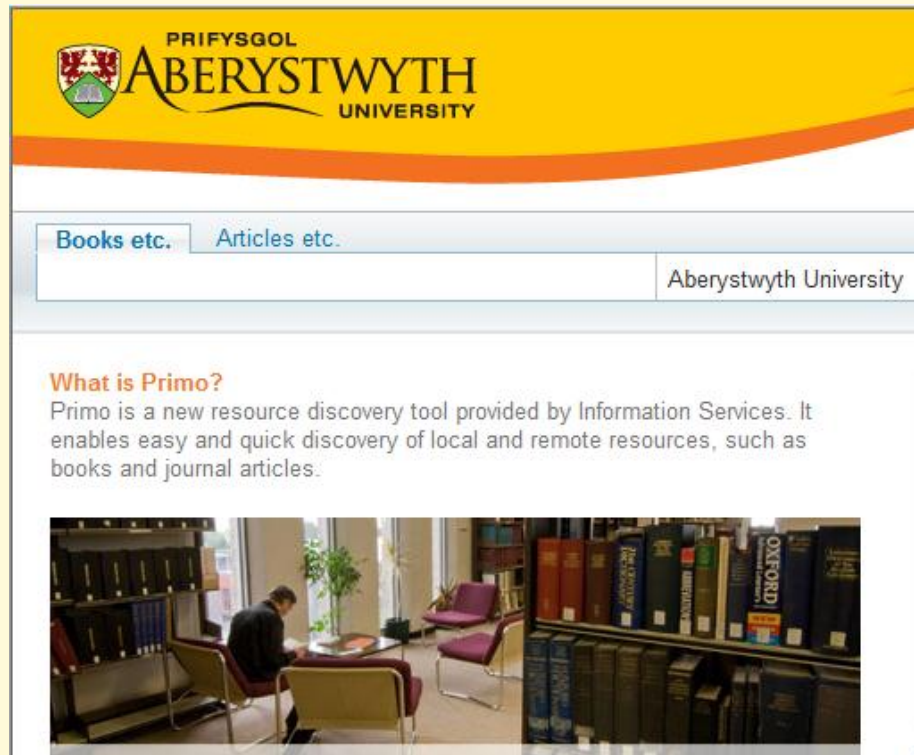 PRIFYSGOL
ABERYSTWYTH
UNIVERSITY
Books etc. Articles etc.
Aberystwyth University
What is Primo?
Primo is a new resource discovery tool provided by Information Services. It
enables easy and quick discovery of local and remote resources, such as
books and journal articles.
OXFORD